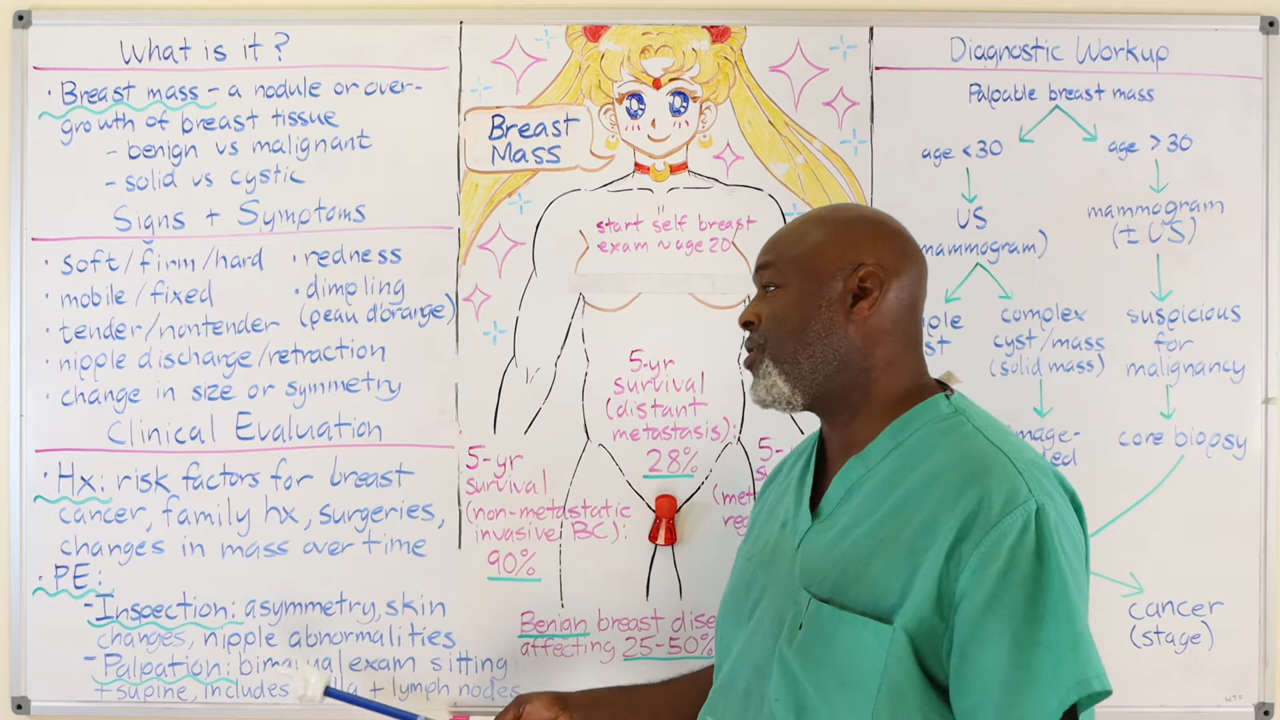 What is it?
• Breast mass – a nodule or over-
growth of breast tissue
- benign vs malignant
- solid vs cystic
Signs + Symptoms
• soft/firm/hard
• mobile/fixed
• tender/nontender
• nipple discharge/retraction
• change in size or symmetry
• redness
• dimpling
(peau d'orange)
Clinical Evaluation
• Hx: risk factors for breast
cancer, family hx, surgeries,
changes in mass over time
• PE:
- Inspection: asymmetry, skin
changes, nipple abnormalities
- Palpation: bimanual exam sitting
+ supine, includes + lymph nodes
Breast
Mass
start self breast
exam ~ age 20
5-yr
survival
(distant
metastasis):
28%
5-yr
survival
(non-metastatic
invasive BC):
90%
5-
Benign breast
affecting 25-50%
Diagnostic Workup
Palpable breast mass
age <30
US
mammogram)
complex
cyst/mass
(solid mass)
age >30
mammogram
(± US)
suspicious
for
malignancy
core biopsy
cancer
(stage)